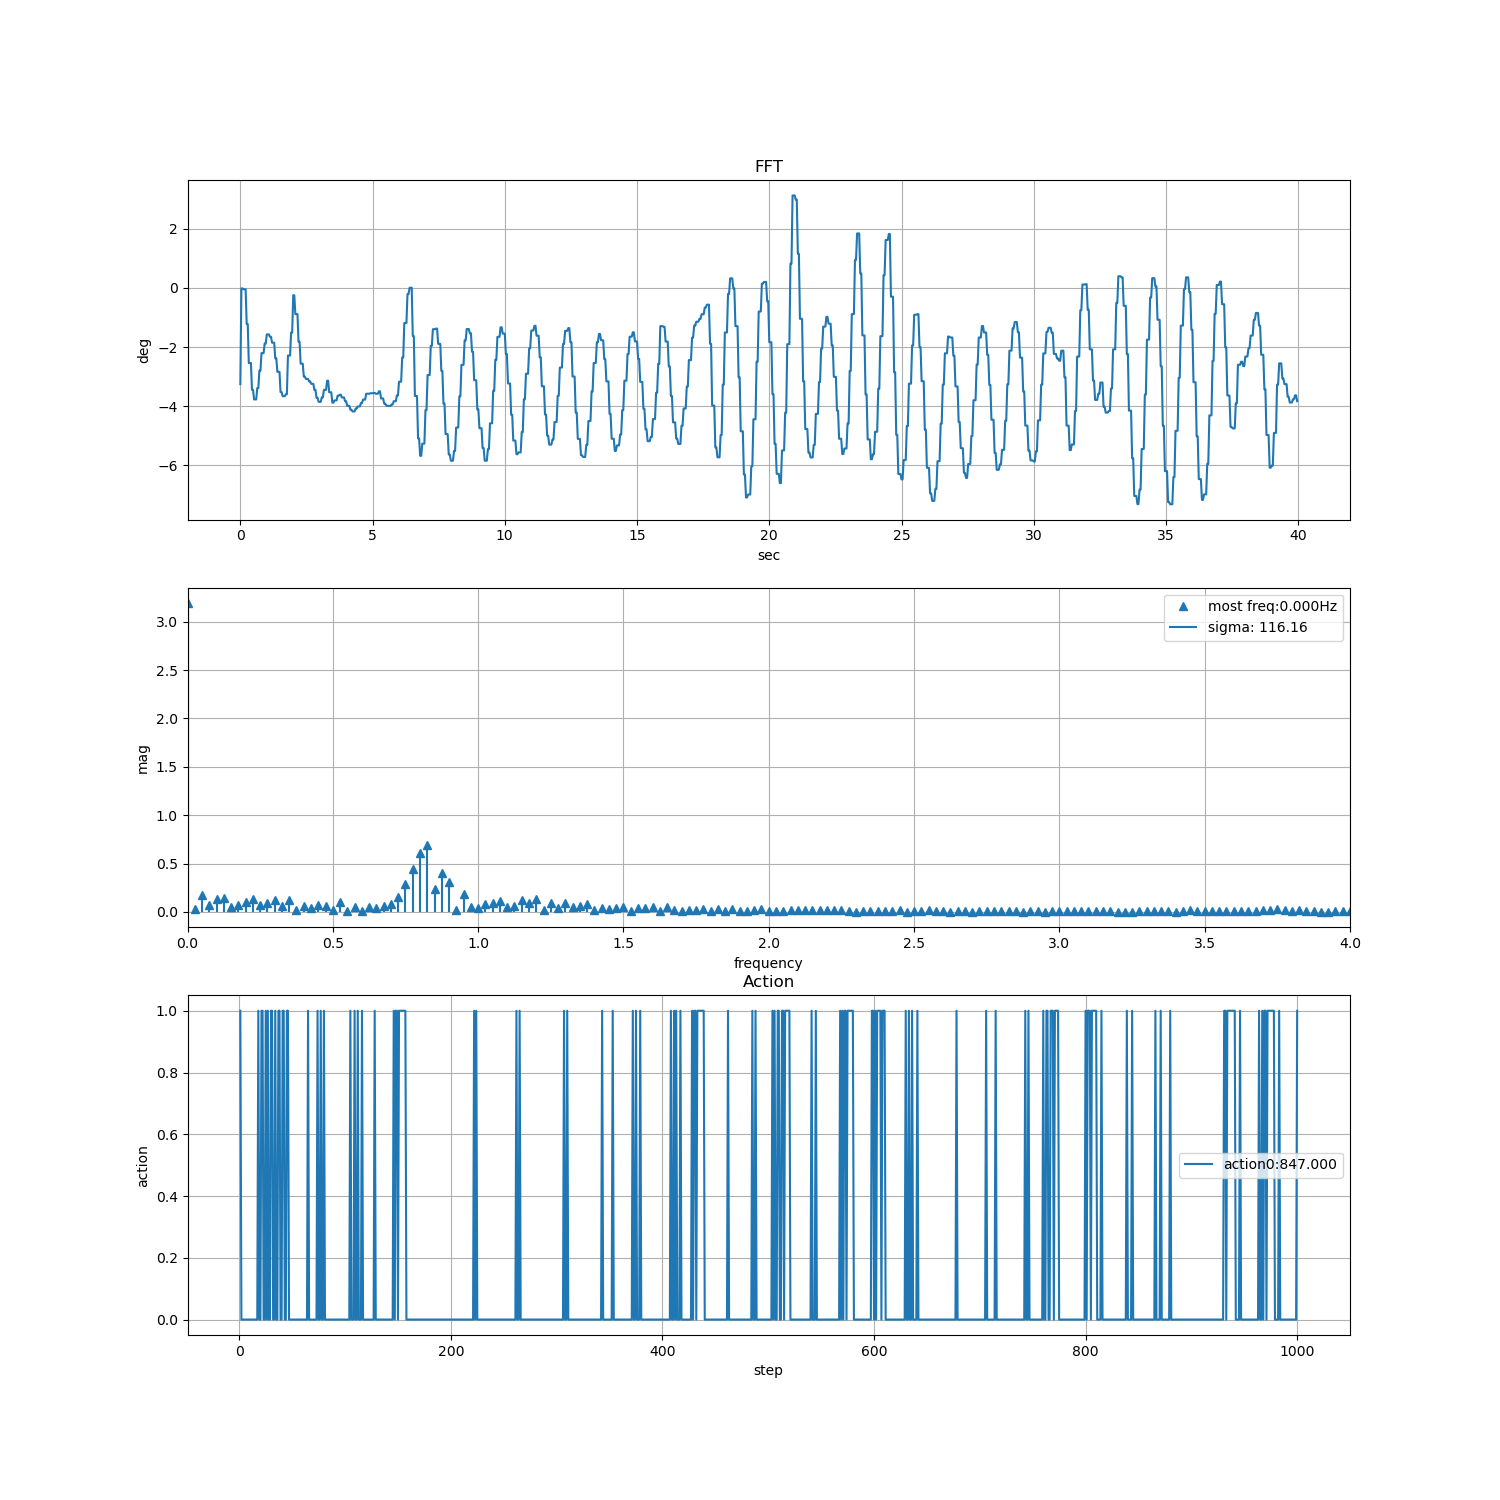 FFT
deg
2
0
−2
−4
−6
0 5 10 15 20 25 30 35 40
sec
mag
3.0
2.5
2.0
1.5
1.0
0.5
0.0
most freq:0.000Hz
sigma: 116.16
0.0 0.5 1.0 1.5 2.0 2.5 3.0 3.5 4.0
frequency
Action
action
1.0
0.8
0.6
0.4
0.2
0.0
action0:847.000
0 200 400 600 800 1000
step